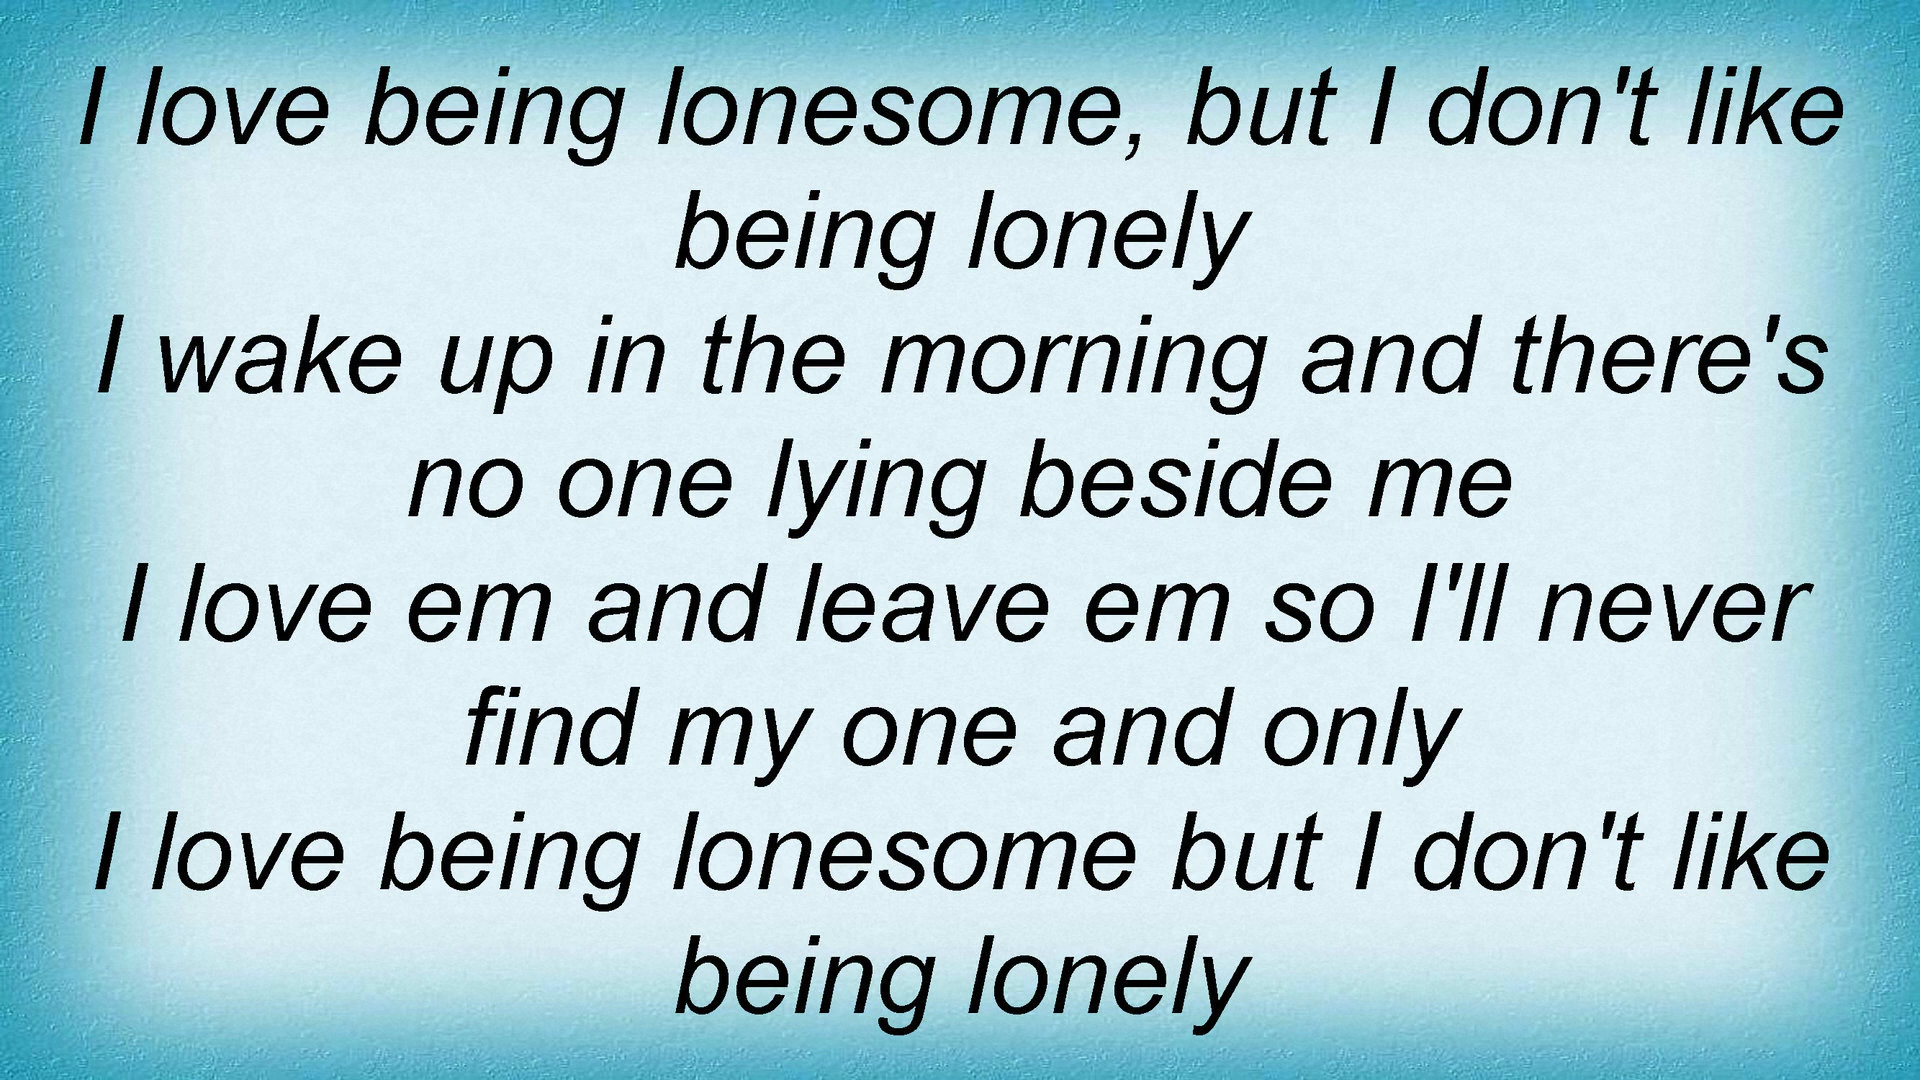 I love being lonesome, but I don't like
being lonely
I wake up in the morning and there's
no one lying beside me
I love em and leave em so I'll never
find my one and only
I love being lonesome but I don't like
being lonely